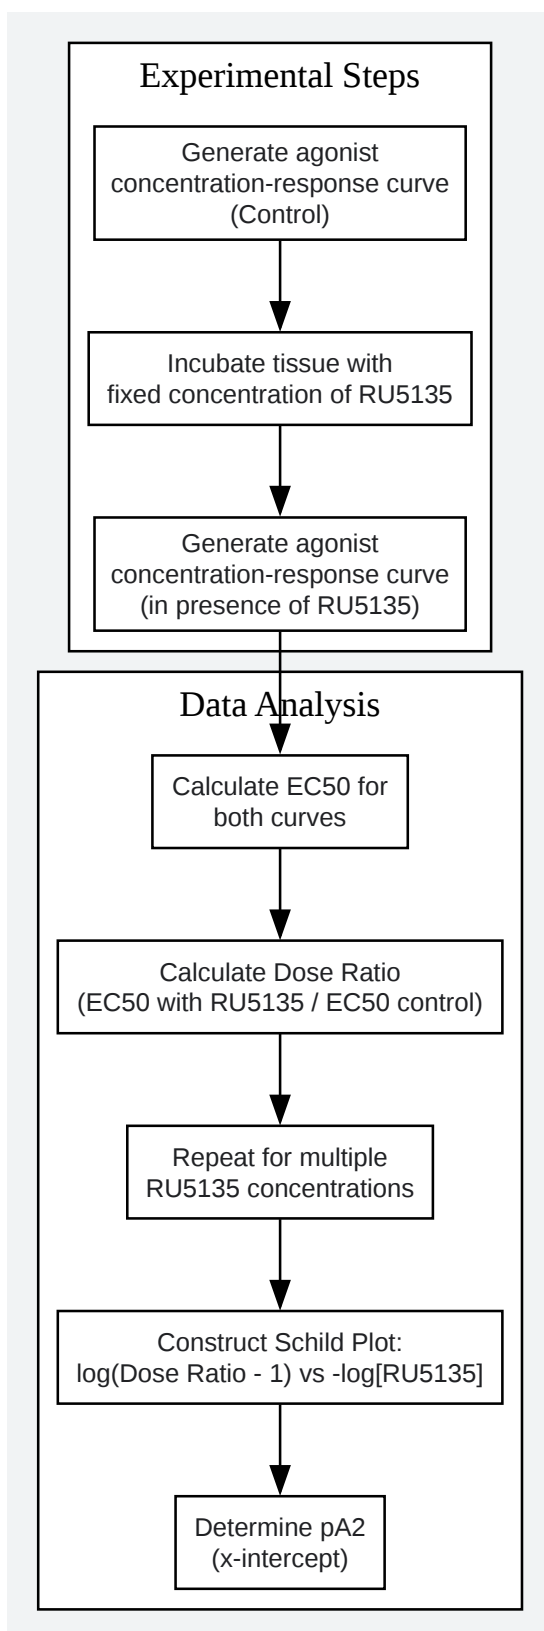 Experimental Steps
Generate agonist
concentration-response curve
(Control)
Incubate tissue with
fixed concentration of RU5135
Generate agonist
concentration-response curve
(in presence of RU5135)
Data Analysis
Calculate EC50 for
both curves
Calculate Dose Ratio
(EC50 with RU5135 / EC50 control)
Repeat for multiple
RU5135 concentrations
Construct Schild Plot:
log(Dose Ratio - 1) vs -log[RU5135]
Determine pA2
(x-intercept)